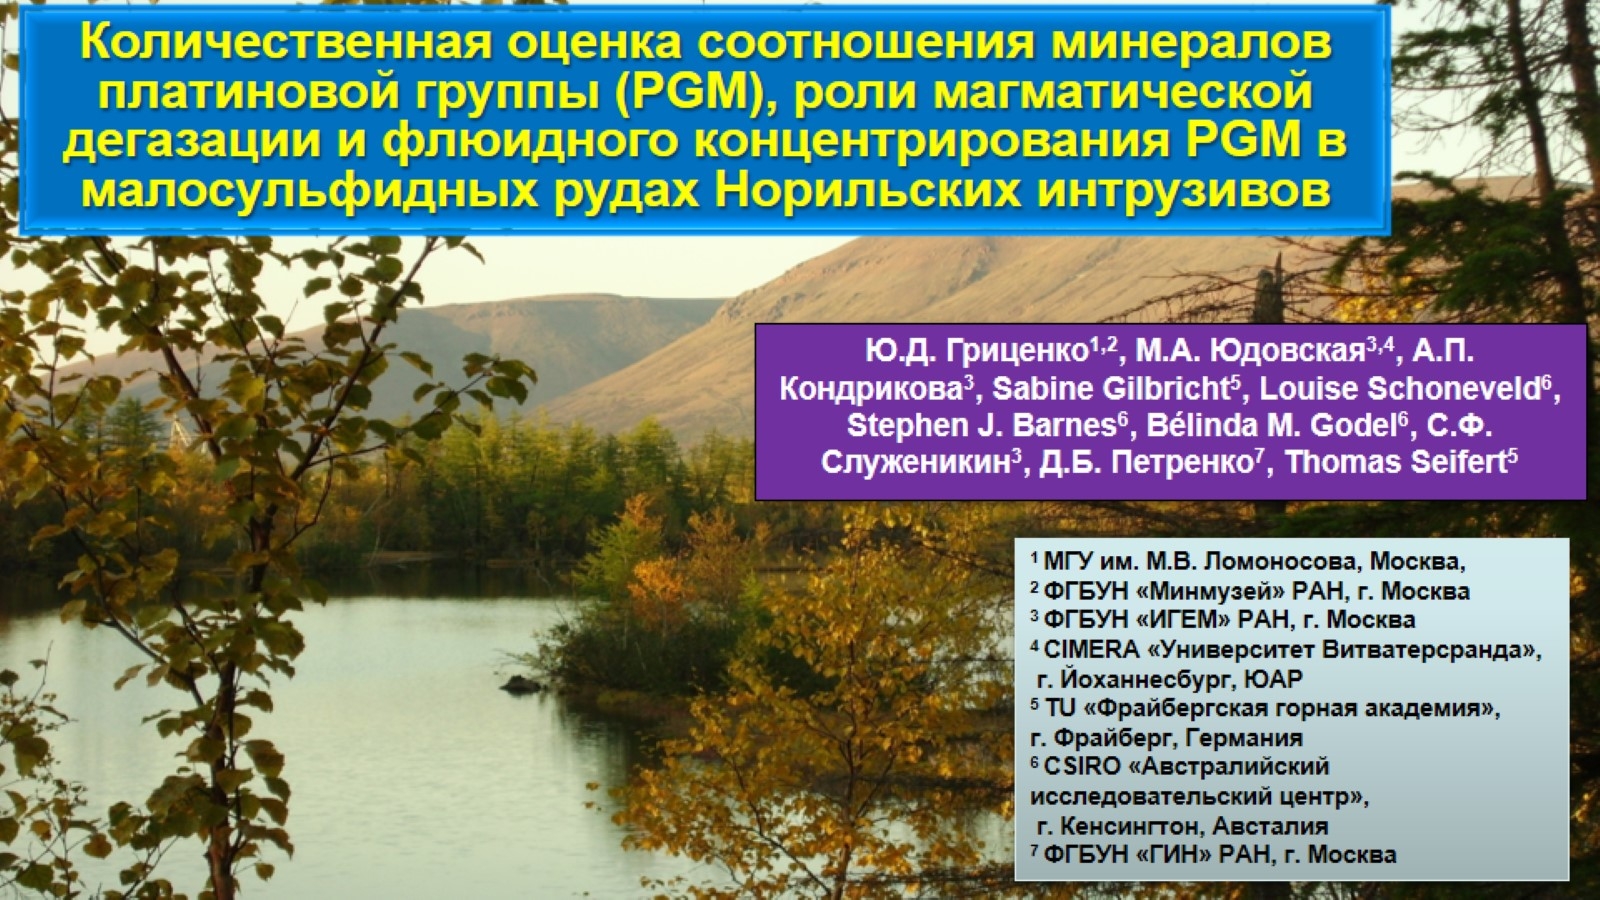 Количественная оценка соотношения минералов
платиновой группы (PGM), роли магматической
дегазации и флюидного концентрирования PGM в
малосульфидных рудах Норильских интрузивов
Ю.Д. Гриценко1,2, М.А. Юдовская3,4, А.П.
Кондрикова3, Sabine Gilbricht5, Louise Schoneveld6,
Stephen J. Barnes6, Bélinda M. Godel6, С.Ф.
Служеникин3, Д.Б. Петренко7, Thomas Seifert5
1 МГУ им. М.В. Ломоносова, Москва,
2 ФГБУН «Минмузей» РАН, г. Москва
3 ФГБУН «ИГЕМ» РАН, г. Москва
4 CIMERA «Университет Витватерсранда»,
г. Йоханнесбург, ЮАР
5 TU «Фрайбергская горная академия»,
г. Фрайберг, Германия
6 CSIRO «Австралийский
исследовательский центр»,
г. Кенсингтон, Австалия
7 ФГБУН «ГИН» РАН, г. Москва